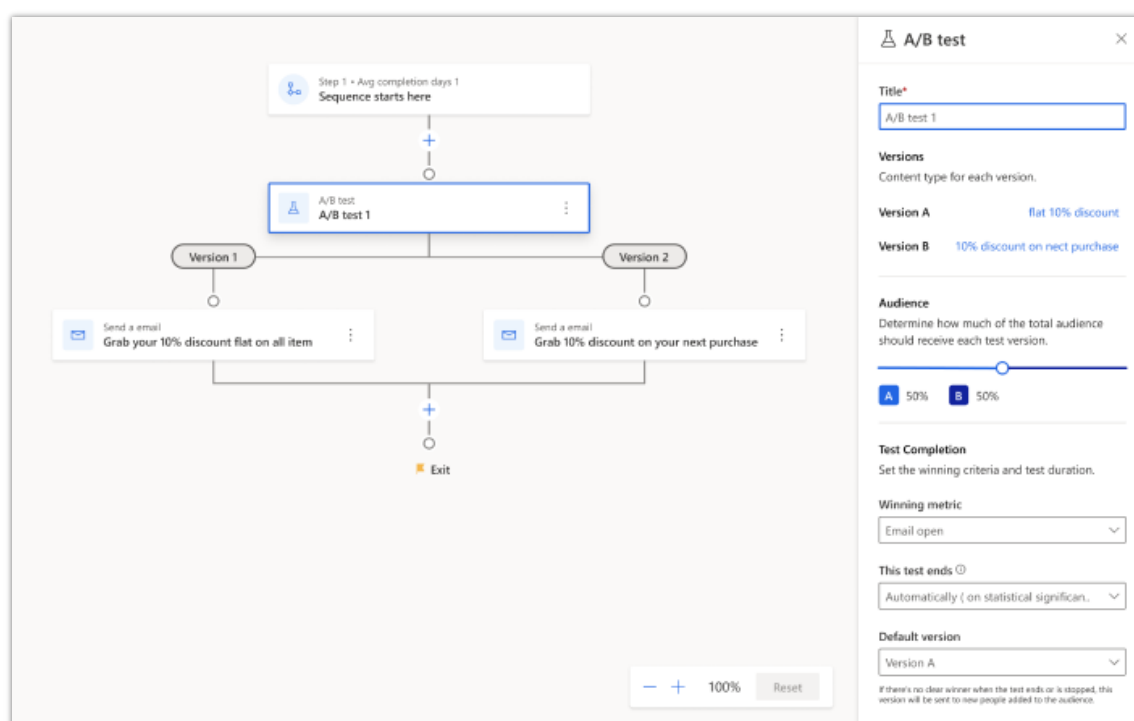 Step 1 • Avg completion days 1
Sequence starts here
A/B test
A/B test 1
Version 1
Version 2
Send a email
Grab your 10% discount flat on all item
Send a email
Grab 10% discount on your next purchase
Exit
100%
Reset
A/B test
Title*
A/B test 1
Versions
Content type for each version.
Version A flat 10% discount
Version B 10% discount on nect purchase
Audience
Determine how much of the total audience
should receive each test version.
A 50% B 50%
Test Completion
Set the winning criteria and test duration.
Winning metric
Email open
This test ends
Automatically ( on statistical significan..
Default version
Version A
If there's no clear winner when the test ends or is stopped, this
version will be sent to new people added to the audience.